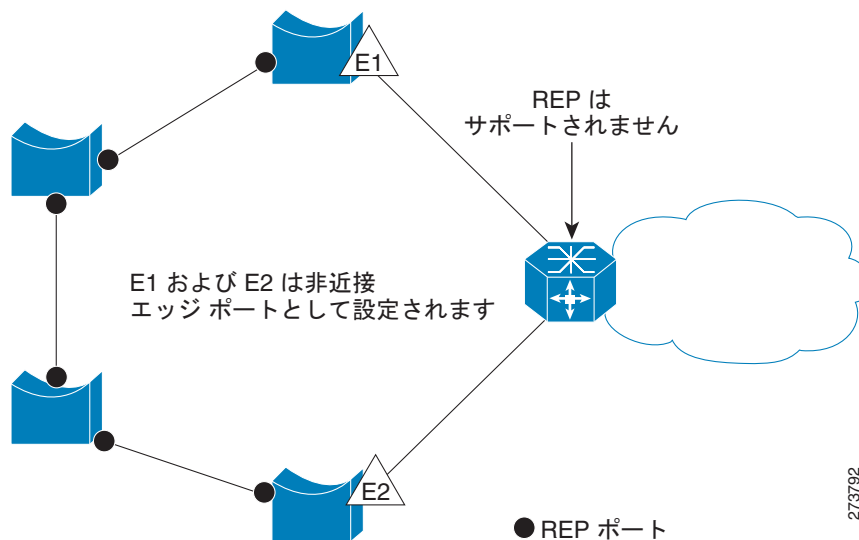 E1
REP は
サポートされません
E1 および E2 は非近接
エッジ ポートとして設定されます
E2
REP ポート
273792